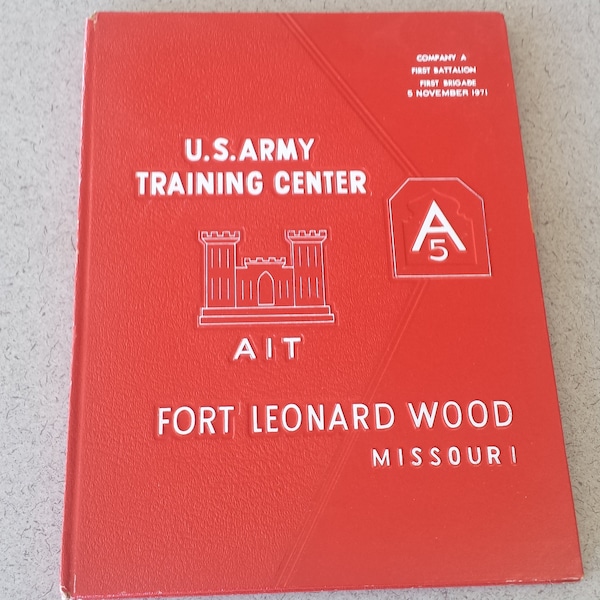 COMPANY A
FIRST BATTALION
FIRST BRIGADE
5 NOVEMBER 1971
U.S. ARMY
TRAINING CENTER
A
5
AIT
FORT LEONARD WOOD
MISSOURI